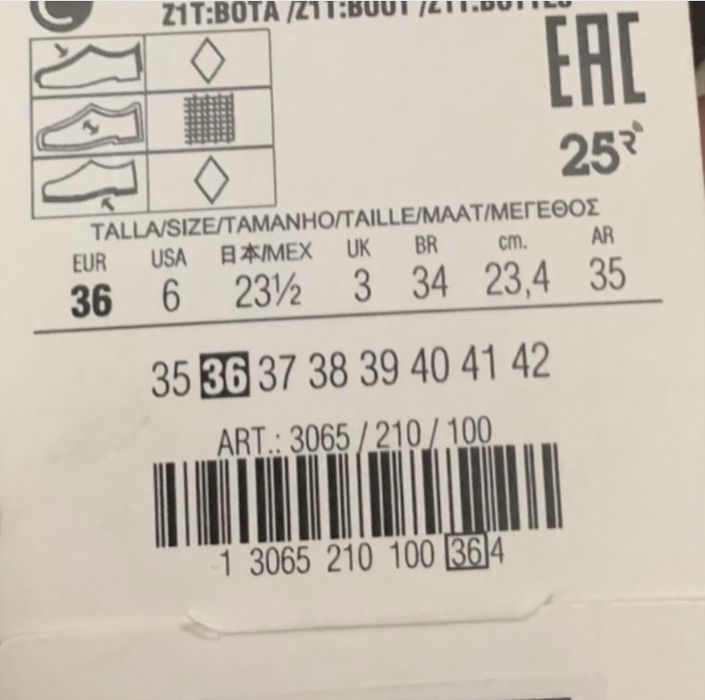 Z1T:BOTA /Z1T:BOOT /Z1T:BOTTES
EAC
25
TALLA/SIZE/TAMANHO/TAILLE/MAAT/ΜΕΓΕΘΟΣ
EUR USA 日本/MEX UK BR cm. AR
36 6 23½ 3 34 23,4 35
35 36 37 38 39 40 41 42
ART.: 3065 / 210 / 100
1 3065 210 100 36 4